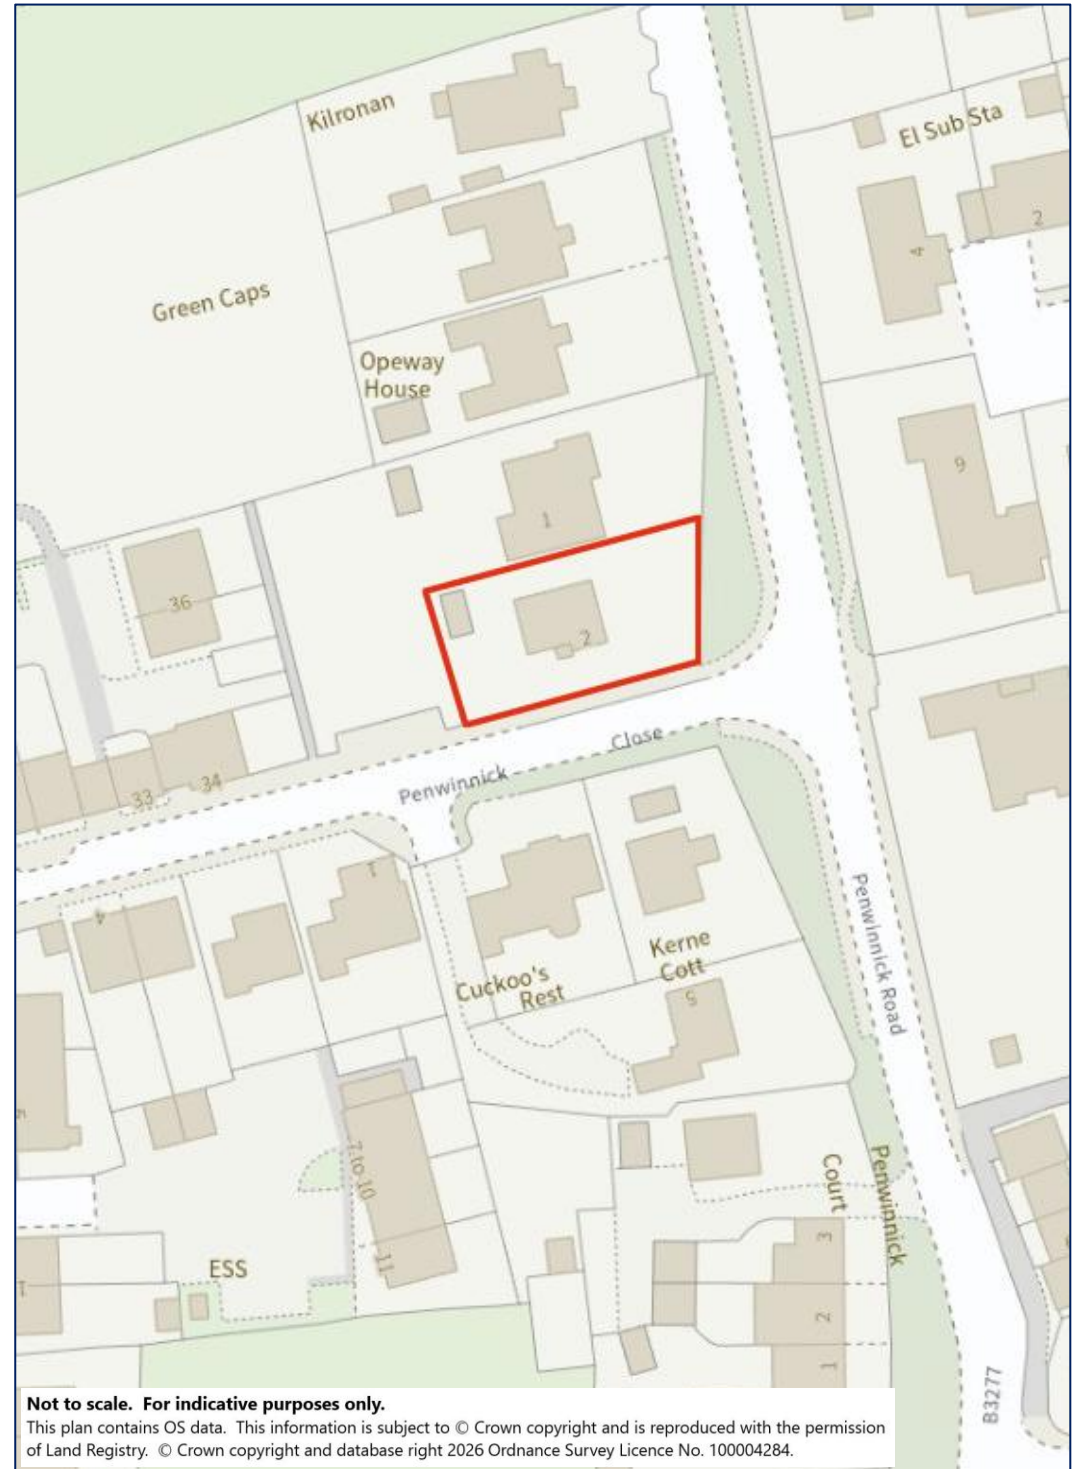 Kilronan
El Sub Sta
2
4
Green Caps
Opeway
House
9
1
36
2
Close
Penwinnick
33
34
1
4
Penwinnick Road
Kerne
Cott
Cuckoo's
Rest
5
7 to 10
11
Court
Penwinnick
3
ESS
1
2
1
B3277
Not to scale. For indicative purposes only.
This plan contains OS data. This information is subject to © Crown copyright and is reproduced with the permission
of Land Registry. © Crown copyright and database right 2026 Ordnance Survey Licence No. 100004284.